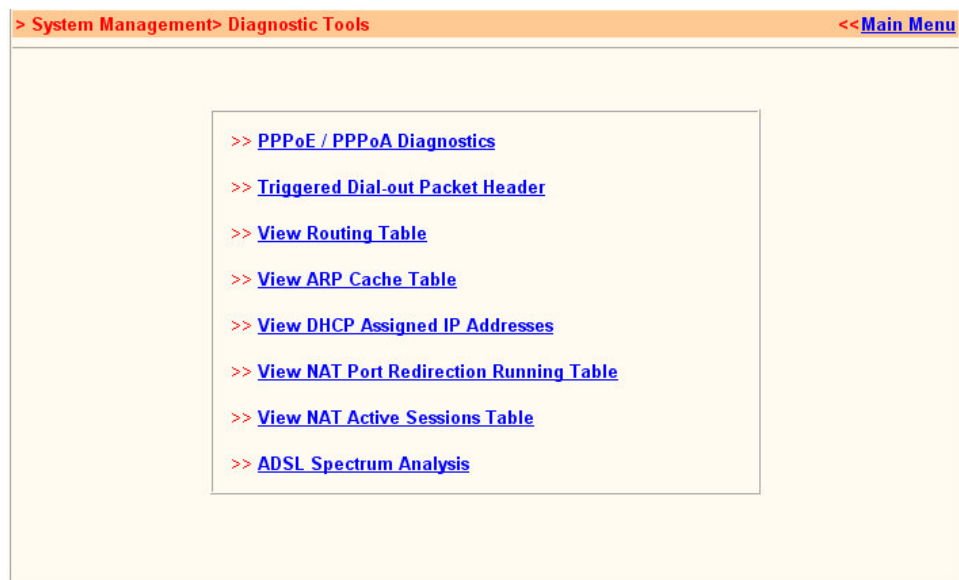 > System Management> Diagnostic Tools <<Main Menu
>> PPPoE / PPPoA Diagnostics
>> Triggered Dial-out Packet Header
>> View Routing Table
>> View ARP Cache Table
>> View DHCP Assigned IP Addresses
>> View NAT Port Redirection Running Table
>> View NAT Active Sessions Table
>> ADSL Spectrum Analysis